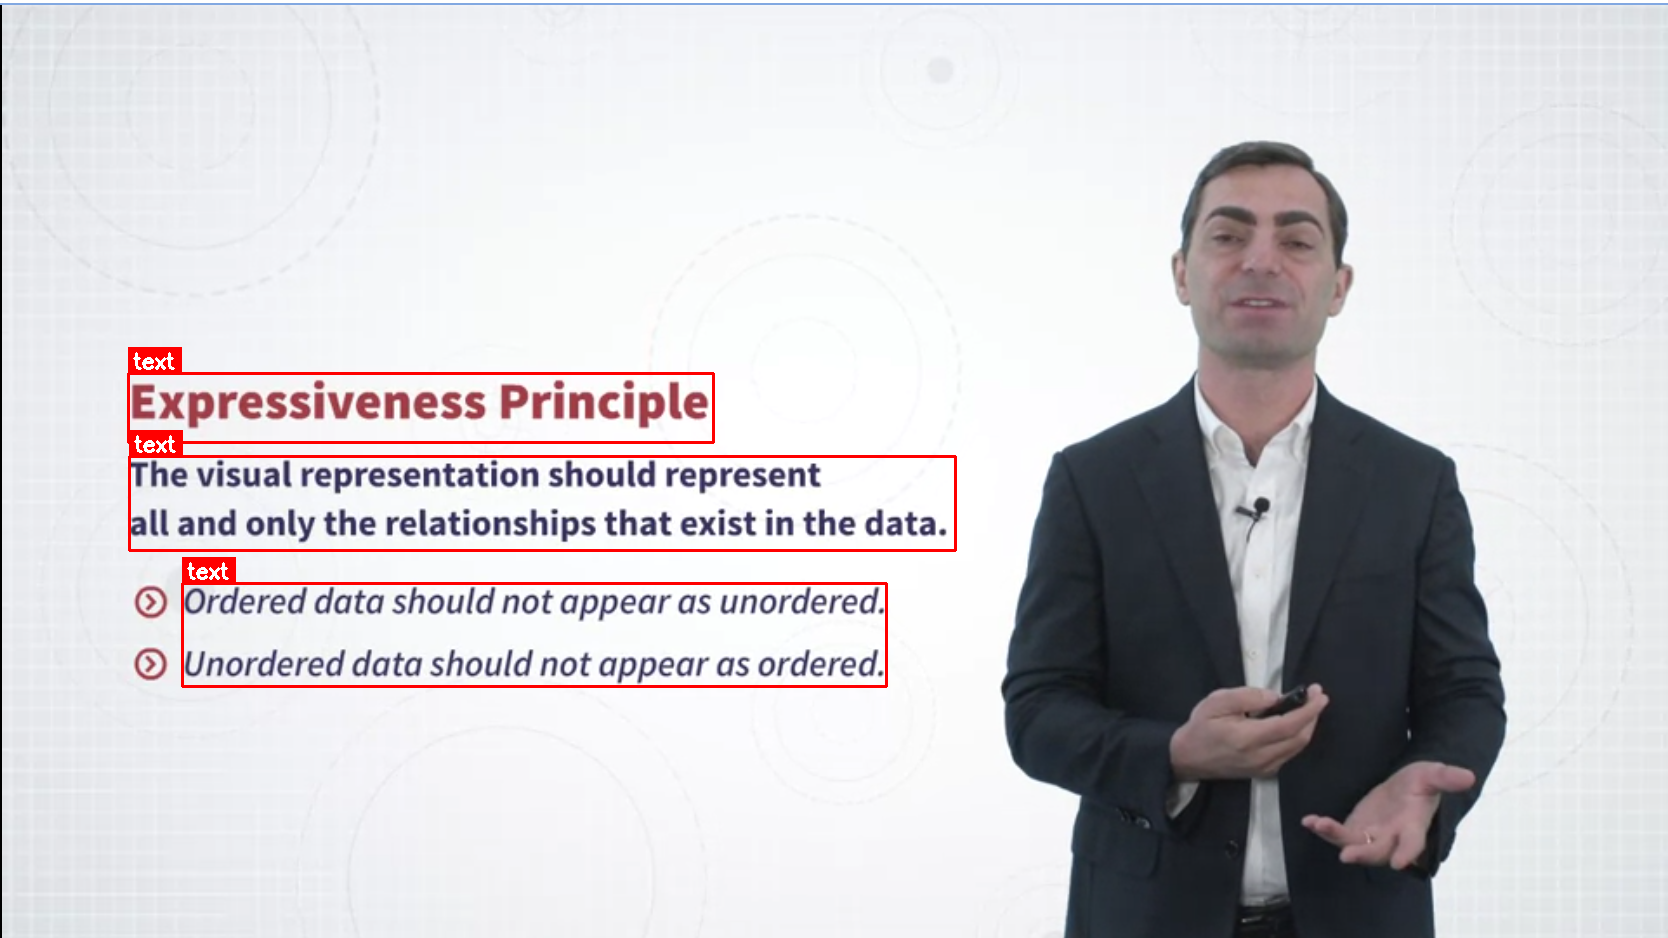 text
Expressiveness Principle
text
The visual representation should represent
all and only the relationships that exist in the data.
text
Ordered data should not appear as unordered.
Unordered data should not appear as ordered.